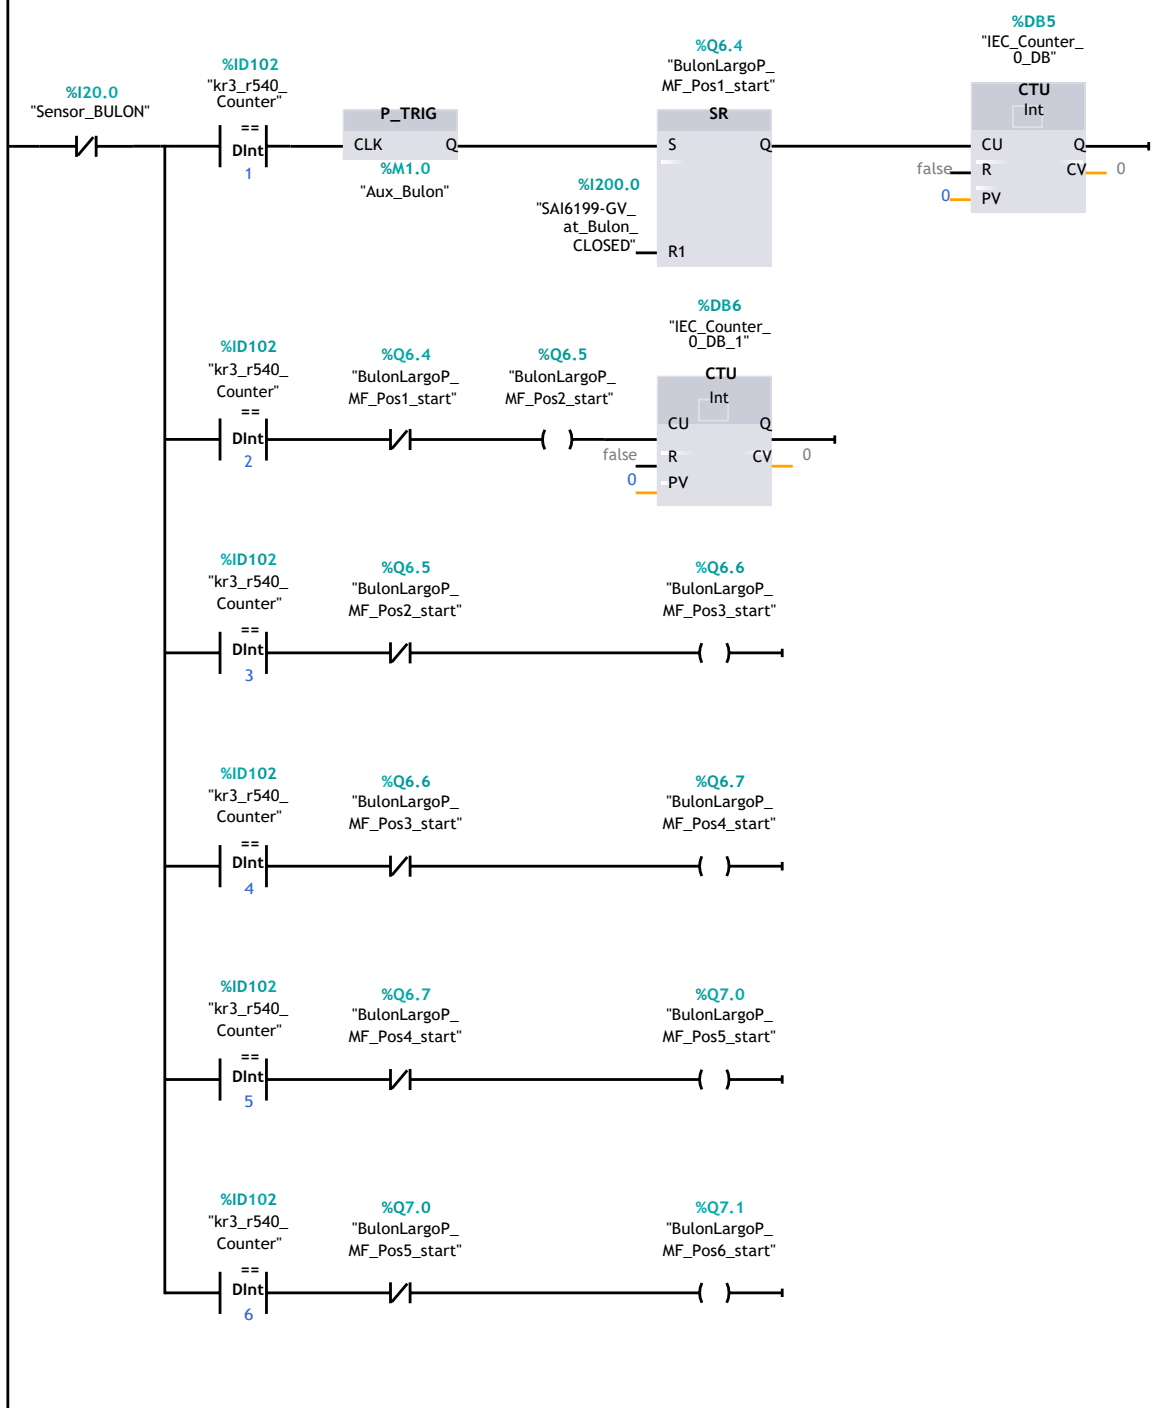 %DB5
"IEC_Counter_
0_DB"
CTU
Int
CU
Q
false
R
CV
0
0
PV
%Q6.4
"BulonLargoP_
MF_Pos1_start"
SR
S
Q
%I200.0
"SAI6199-GV_
at_Bulon_
CLOSED"
R1
%ID102
"kr3_r540_
Counter"
==
DInt
1
%I20.0
"Sensor_BULON"
P_TRIG
CLK
Q
%M1.0
"Aux_Bulon"
%DB6
"IEC_Counter_
0_DB_1"
CTU
Int
CU
Q
false
R
CV
0
0
PV
%ID102
"kr3_r540_
Counter"
==
DInt
2
%Q6.4
"BulonLargoP_
MF_Pos1_start"
%Q6.5
"BulonLargoP_
MF_Pos2_start"
%ID102
"kr3_r540_
Counter"
==
DInt
3
%Q6.5
"BulonLargoP_
MF_Pos2_start"
%Q6.6
"BulonLargoP_
MF_Pos3_start"
%ID102
"kr3_r540_
Counter"
==
DInt
4
%Q6.6
"BulonLargoP_
MF_Pos3_start"
%Q6.7
"BulonLargoP_
MF_Pos4_start"
%ID102
"kr3_r540_
Counter"
==
DInt
5
%Q6.7
"BulonLargoP_
MF_Pos4_start"
%Q7.0
"BulonLargoP_
MF_Pos5_start"
%ID102
"kr3_r540_
Counter"
==
DInt
6
%Q7.0
"BulonLargoP_
MF_Pos5_start"
%Q7.1
"BulonLargoP_
MF_Pos6_start"